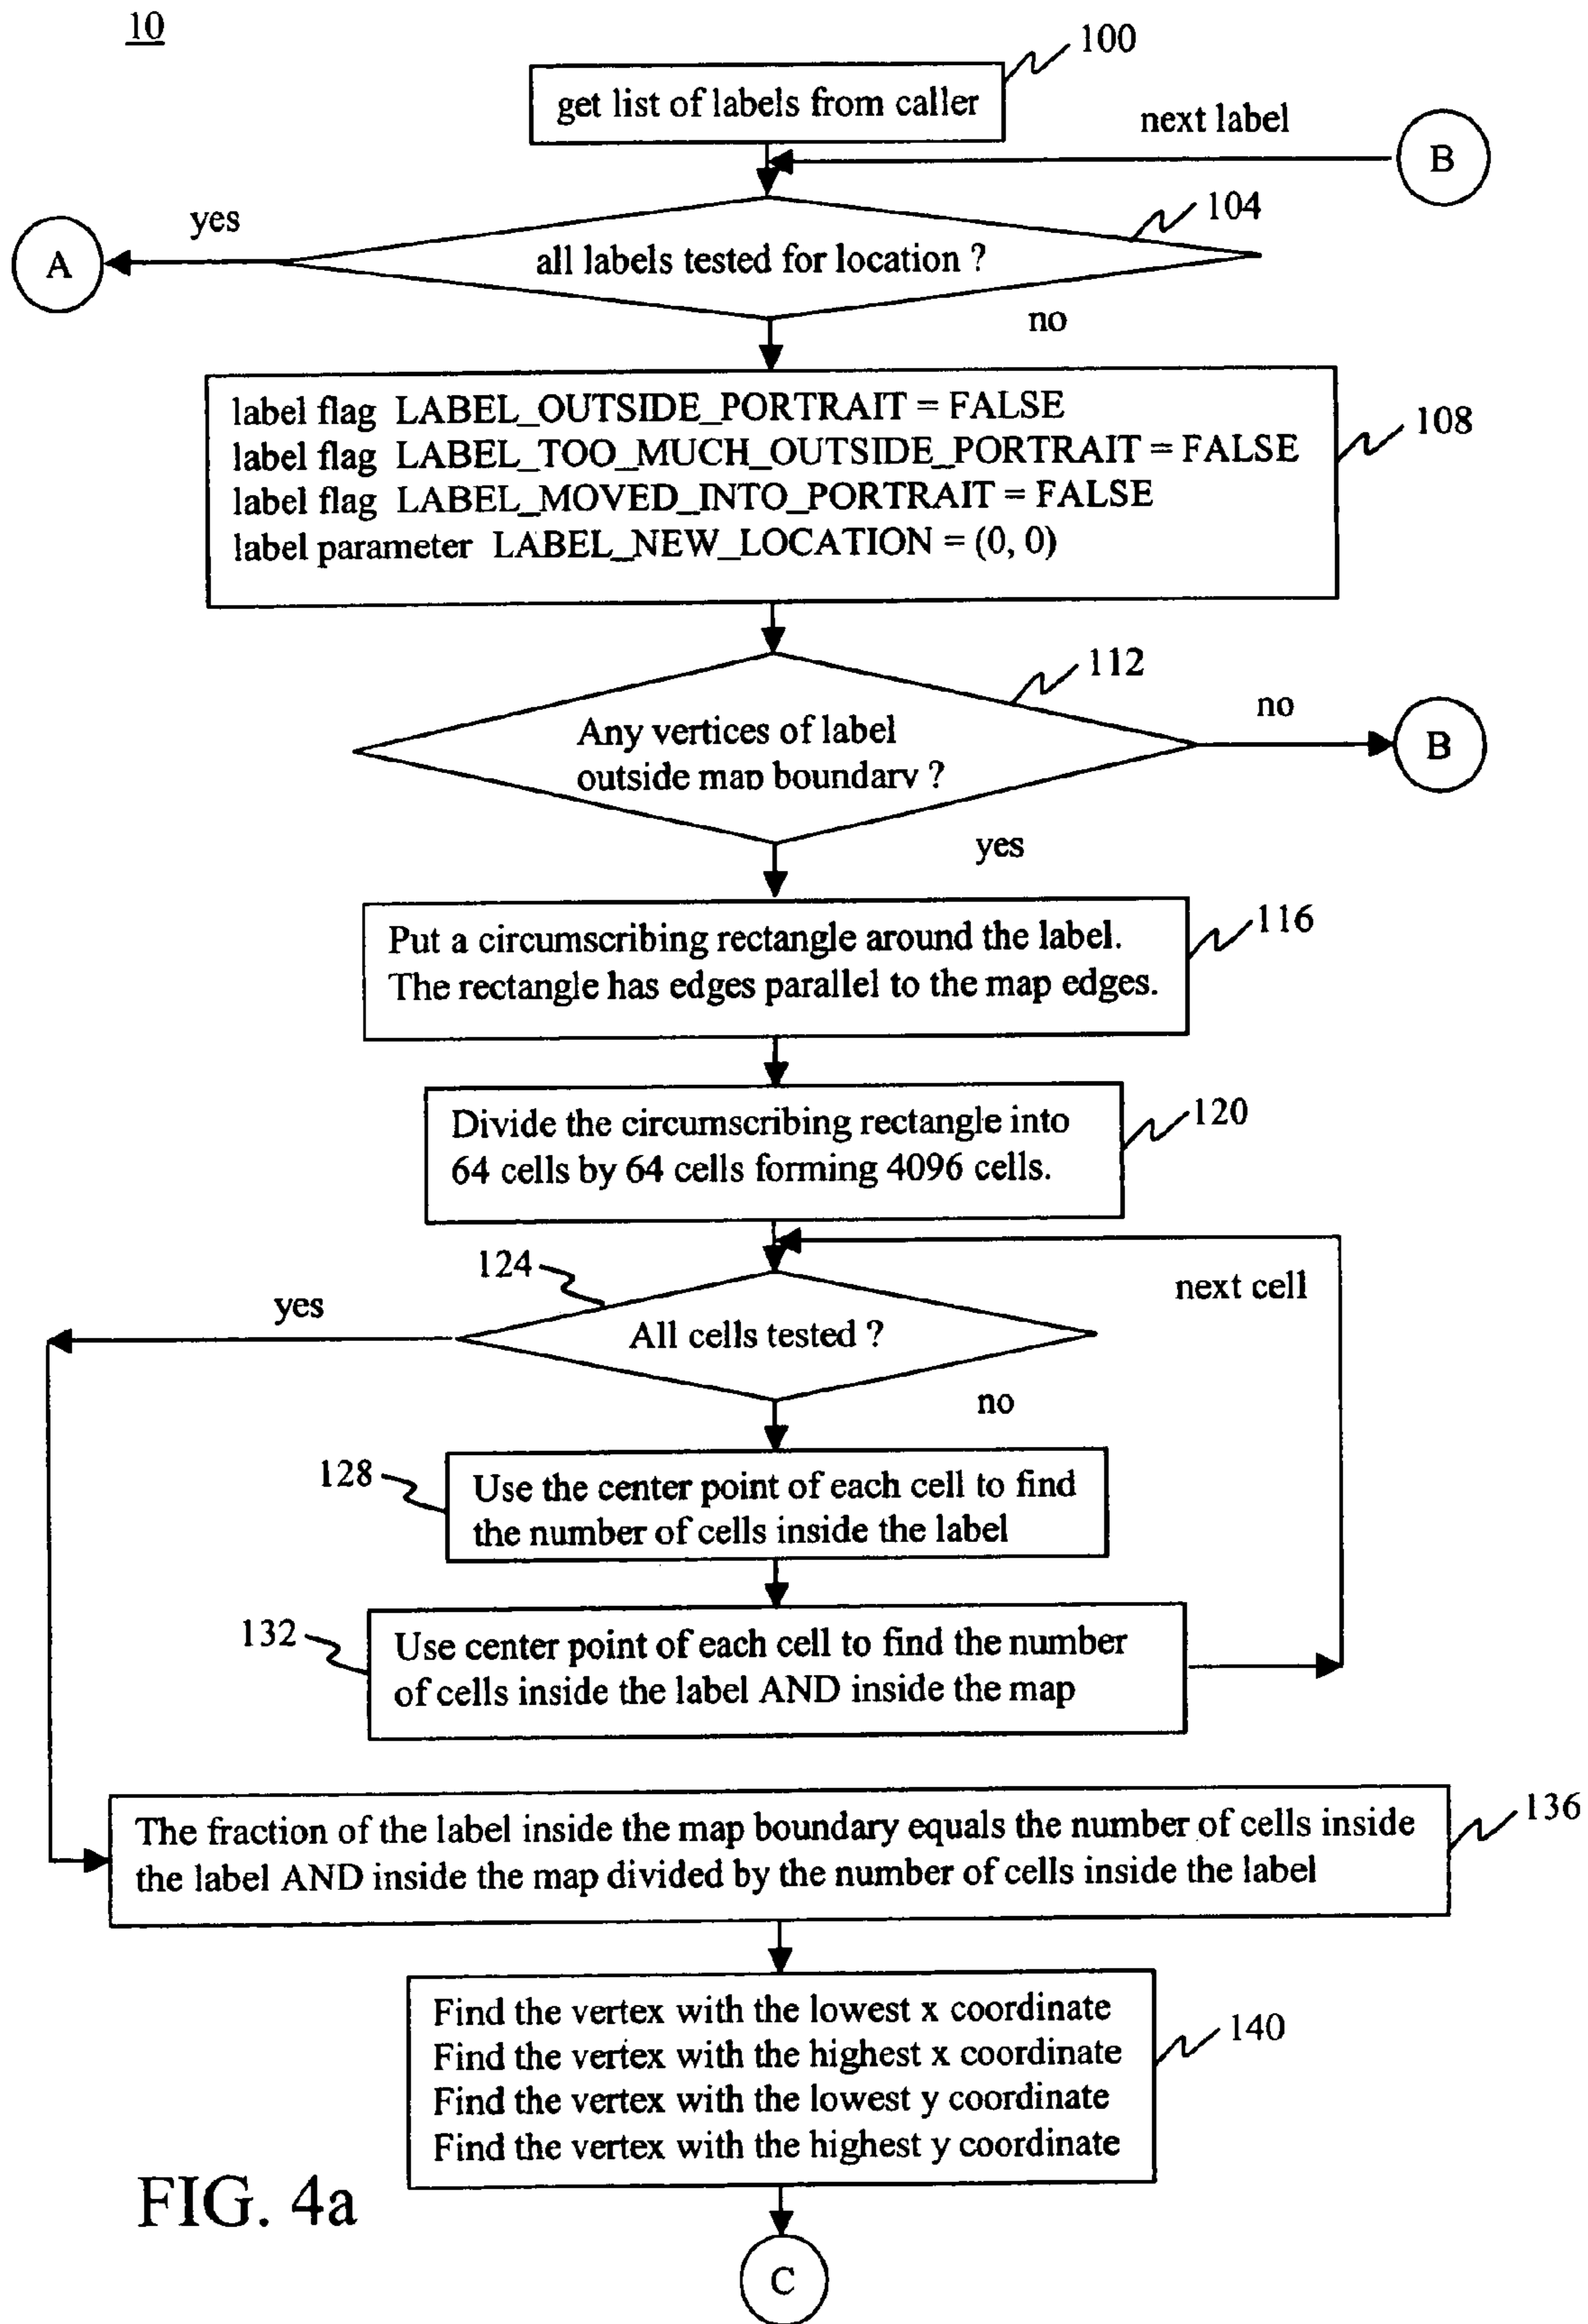 10
100
get list of labels from caller
next label
B
104
yes
A
all labels tested for location ?
no
label flag LABEL_OUTSIDE_PORTRAIT = FALSE
label flag LABEL_TOO_MUCH_OUTSIDE_PORTRAIT = FALSE
label flag LABEL_MOVED_INTO_PORTRAIT = FALSE
label parameter LABEL_NEW_LOCATION = (0, 0)
108
112
Any vertices of label
outside map boundary ?
no
B
yes
Put a circumscribing rectangle around the label.
The rectangle has edges parallel to the map edges.
116
Divide the circumscribing rectangle into
64 cells by 64 cells forming 4096 cells.
120
124
next cell
yes
All cells tested ?
no
128
Use the center point of each cell to find
the number of cells inside the label
132
Use center point of each cell to find the number
of cells inside the label AND inside the map
136
The fraction of the label inside the map boundary equals the number of cells inside
the label AND inside the map divided by the number of cells inside the label
Find the vertex with the lowest x coordinate
Find the vertex with the highest x coordinate
Find the vertex with the lowest y coordinate
Find the vertex with the highest y coordinate
140
FIG. 4a
C